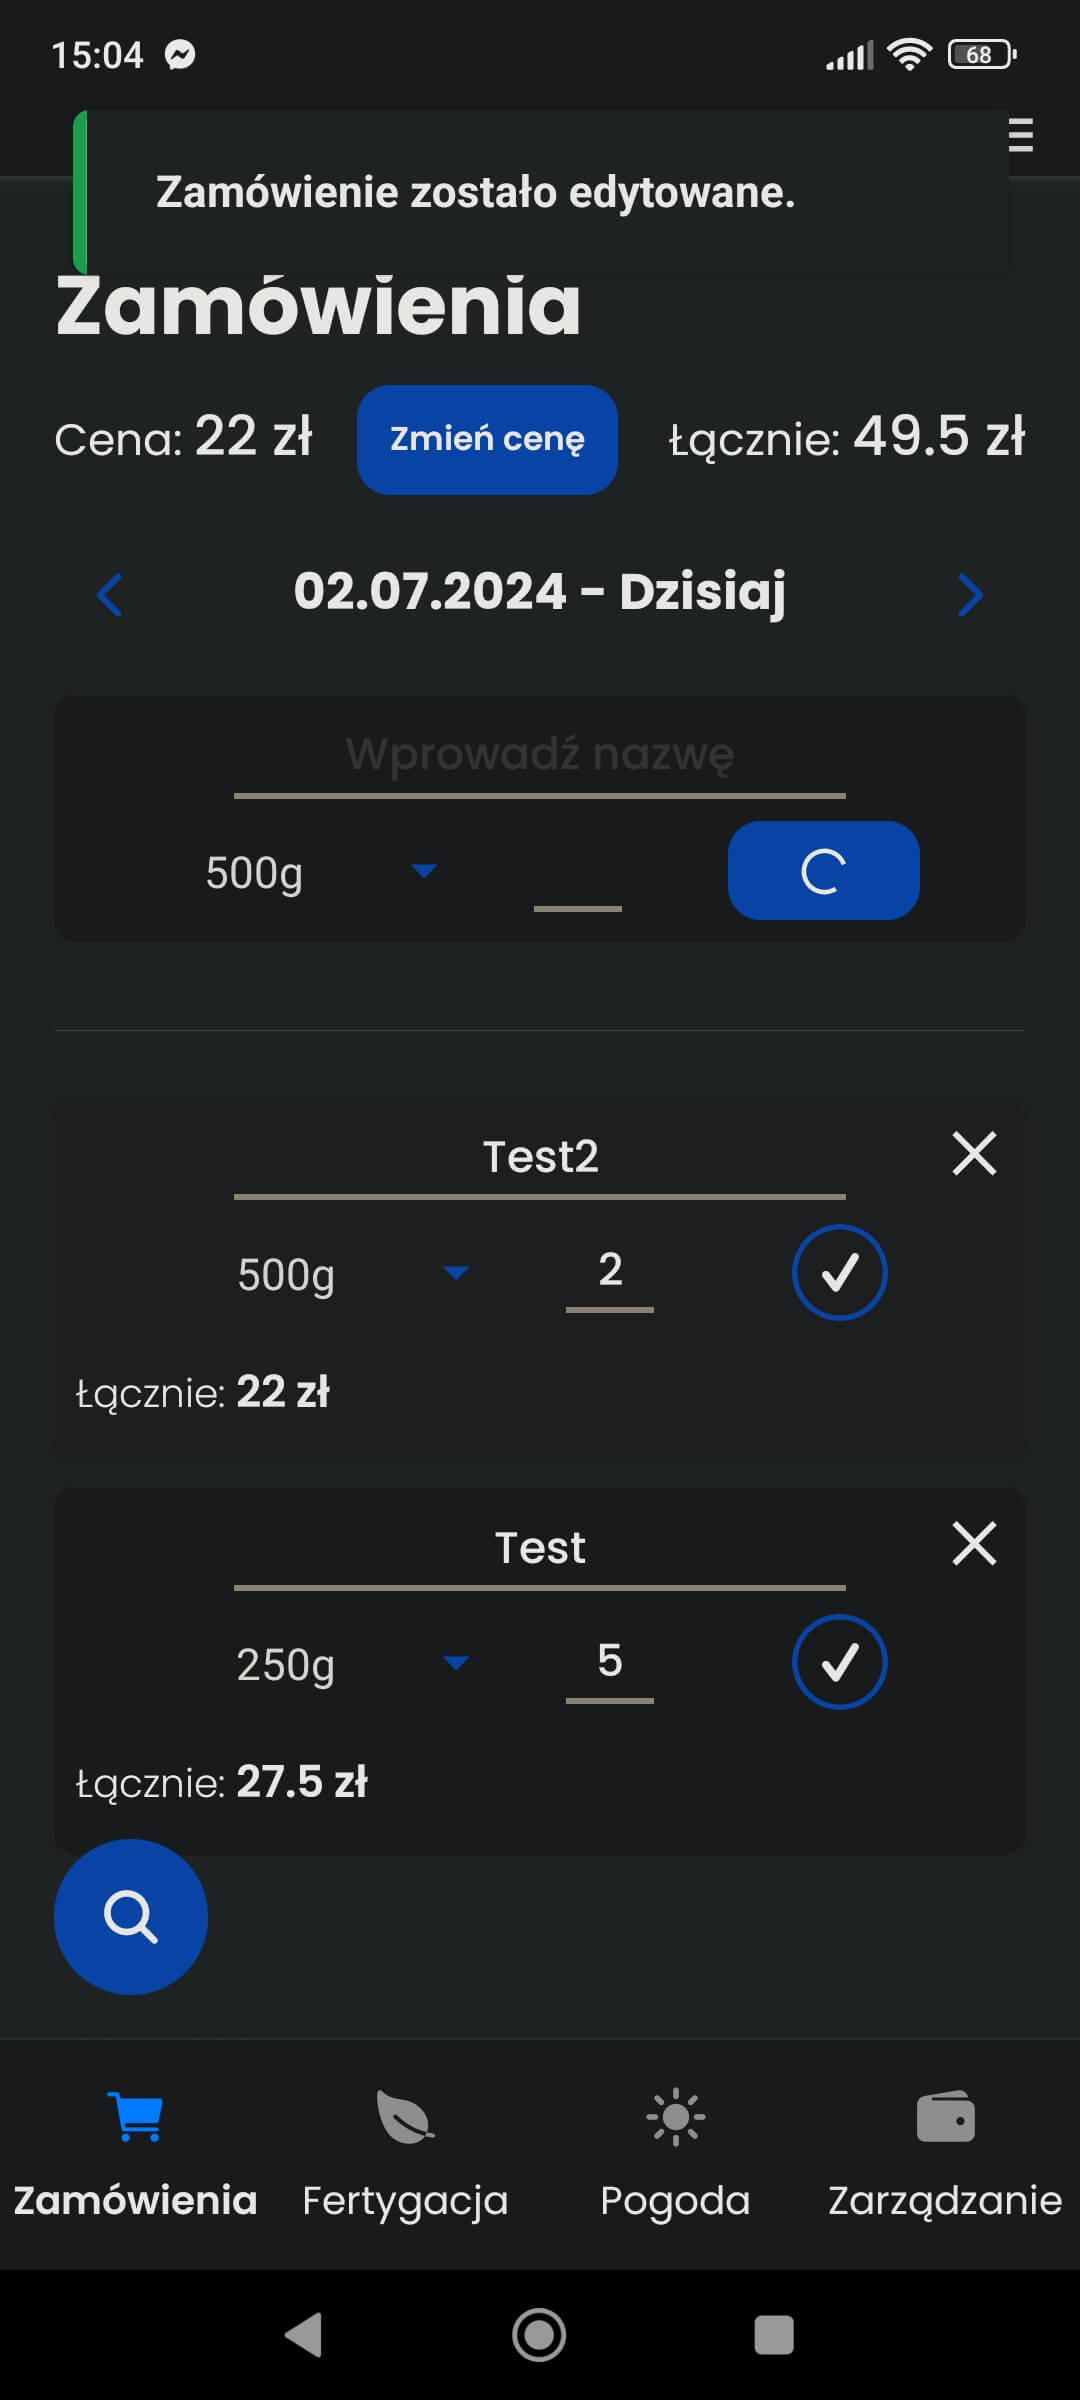 15:04
68
Zamówienie zostało edytowane.
Zamówienia
Cena: 22 zł
Zmień cenę
Łącznie: 49.5 zł
02.07.2024 - Dzisiaj
Wprowadź nazwę
500g
Test2
500g
2
Łącznie: 22 zł
Test
250g
5
Łącznie: 27.5 zł
Zamówienia
Fertygacja
Pogoda
Zarządzanie